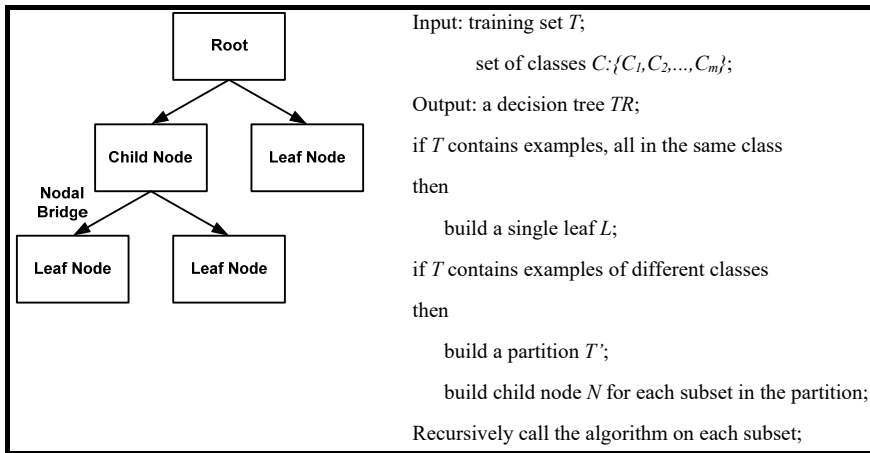 Root
Child Node
Leaf Node
Nodal
Bridge
Leaf Node
Leaf Node
Input: training set T;
set of classes C:{C1,C2,...,Cm};
Output: a decision tree TR;
if T contains examples, all in the same class
then
build a single leaf L;
if T contains examples of different classes
then
build a partition T’;
build child node N for each subset in the partition;
Recursively call the algorithm on each subset;